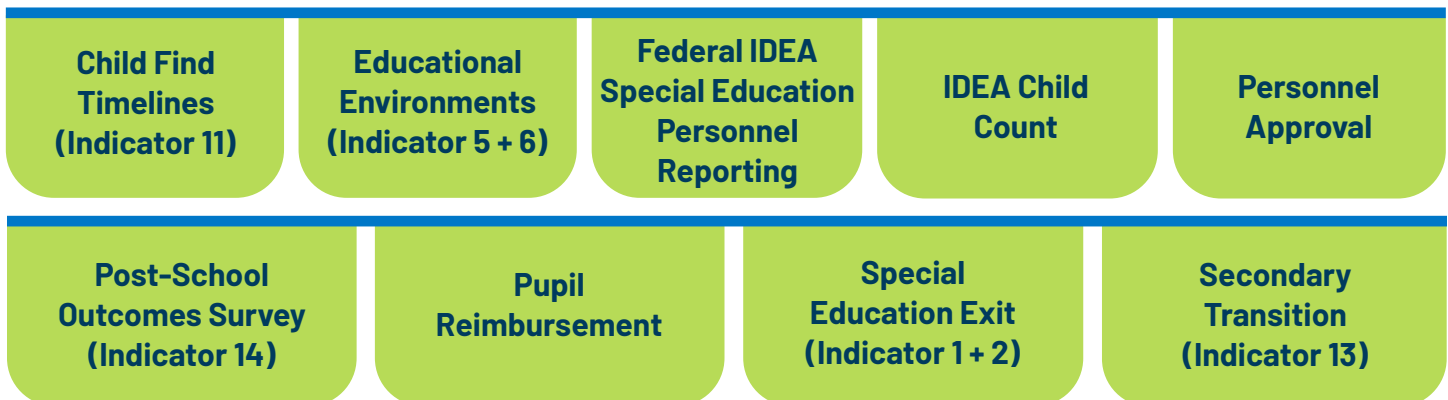 Child Find
Timelines
(Indicator 11)
Educational
Environments
(Indicator 5 + 6)
Federal IDEA
Special Education
Personnel
Reporting
IDEA Child
Count
Personnel
Approval
Post-School
Outcomes Survey
(Indicator 14)
Pupil
Reimbursement
Special
Education Exit
(Indicator 1 + 2)
Secondary
Transition
(Indicator 13)